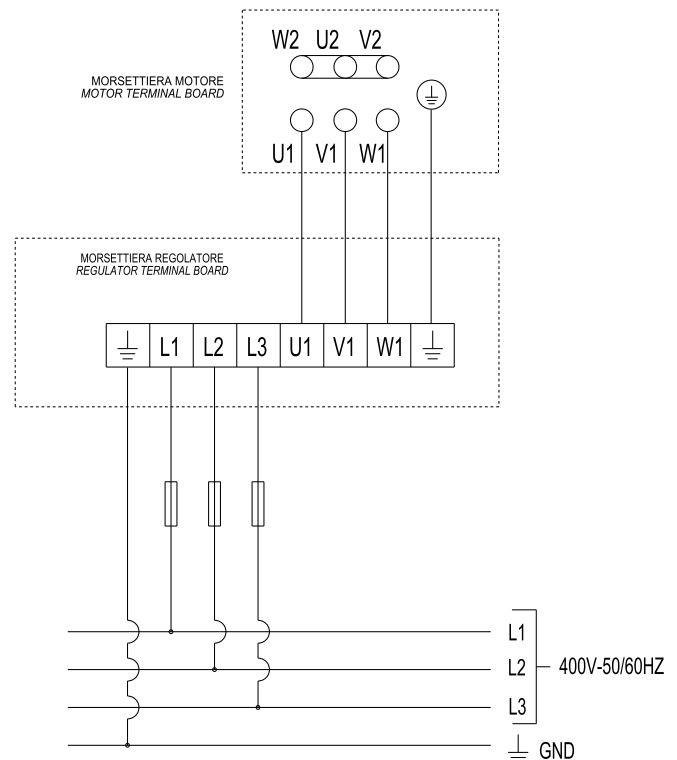 W2 U2 V2
MORSETTIERA MOTORE
MOTOR TERMINAL BOARD
U1 V1 W1
MORSETTIERA REGOLATORE
REGULATOR TERMINAL BOARD
L1 L2 L3 U1 V1 W1
L1
L2 400V-50/60HZ
L3
GND